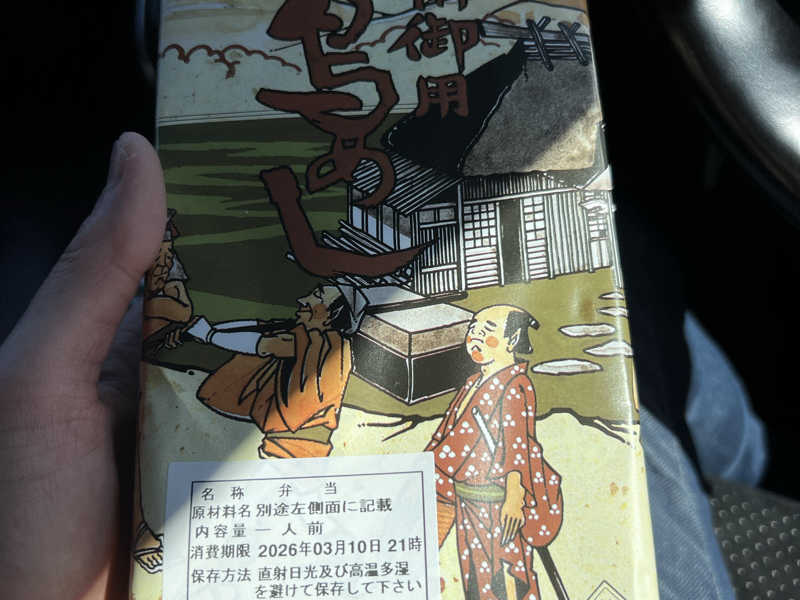 御用
鳥めし
名称 弁当
原材料名 別途左側面に記載
内容量 一人前
消費期限 2026年03月10日 21時
保存方法 直射日光及び高温多湿
を避けて保存して下さい